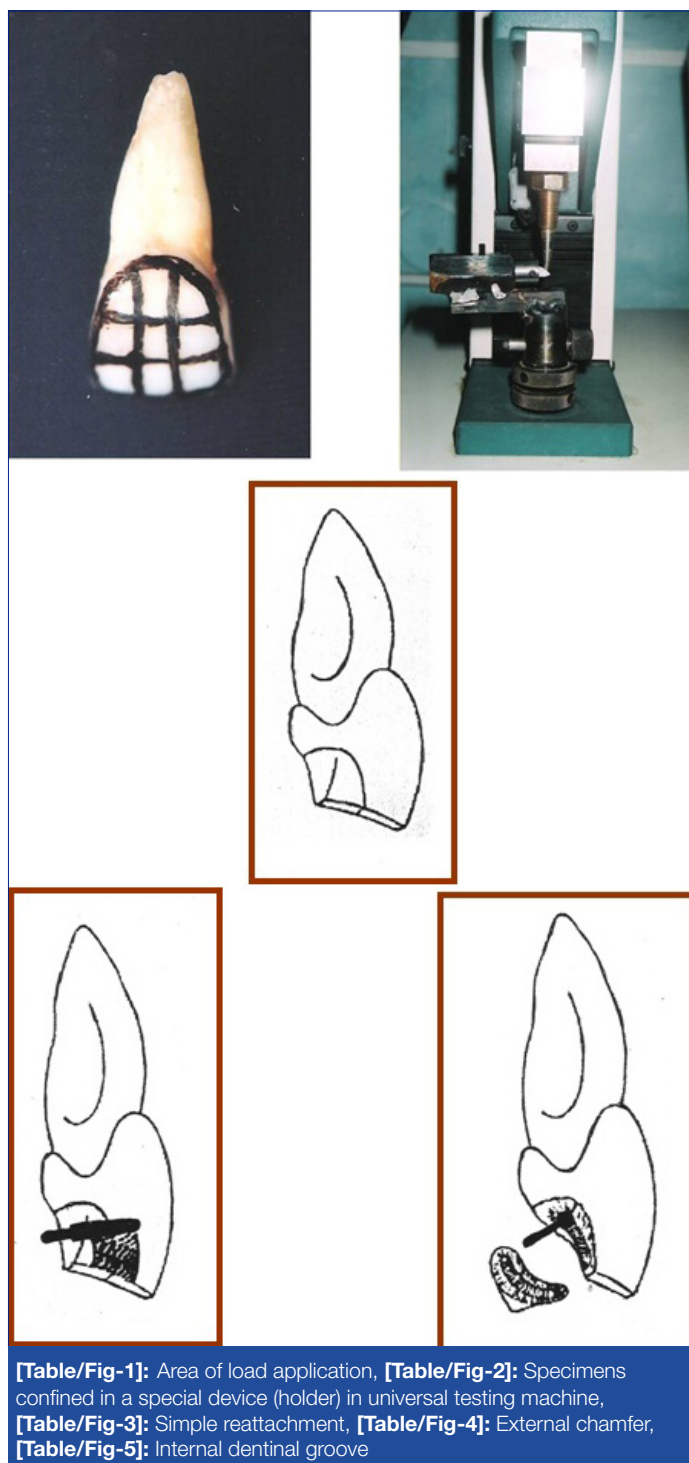 [Table/Fig-1]: Area of load application, [Table/Fig-2]: Specimens
confined in a special device (holder) in universal testing machine,
[Table/Fig-3]: Simple reattachment, [Table/Fig-4]: External chamfer,
[Table/Fig-5]: Internal dentinal groove